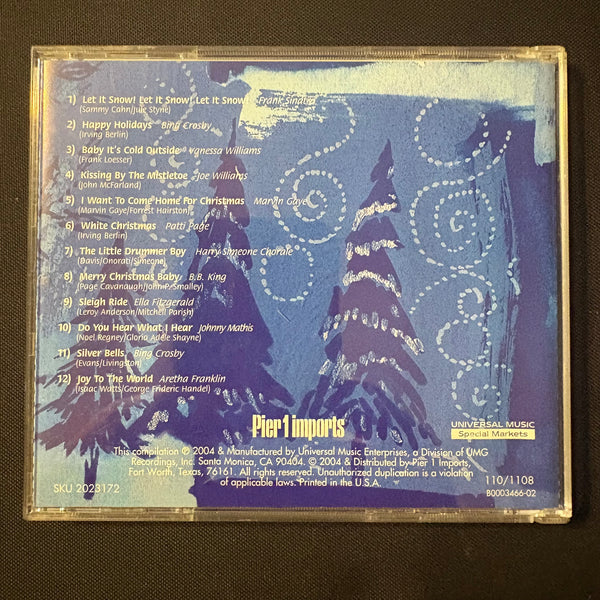 1) Let It Snow! Let It Snow! Let It Snow! Frank Sinatra
(Sammy Cahn/Jule Styne)
2) Happy Holidays Bing Crosby
(Irving Berlin)
3) Baby It's Cold Outside Vanessa Williams
(Frank Loesser)
4) Kissing By The Mistletoe Joe Williams
(John McFarland)
5) I Want To Come Home For Christmas Marvin Gaye
(Marvin Gaye/Forrest Hairston)
6) White Christmas Patti Page
(Irving Berlin)
7) The Little Drummer Boy Harry Simeone Chorale
(Davis/Onorati/Simeone)
8) Merry Christmas Baby B.B. King
(Page Cavanaugh/John P. Smalley)
9) Sleigh Ride Ella Fitzgerald
(Leroy Anderson/Mitchell Parish)
10) Do You Hear What I Hear Johnny Mathis
(Noel Regney/Gloria Adele Shayne)
11) Silver Bells Bing Crosby
(Evans/Livingston)
12) Joy To The World Aretha Franklin
(Isaac Watts/George Frideric Handel)
Pier 1 imports
UNIVERSAL MUSIC
Special Markets
This compilation ℗ 2004 & Manufactured by Universal Music Enterprises, a Division of UMG
Recordings, Inc. Santa Monica, CA 90404. © 2004 & Distributed by Pier 1 Imports,
Fort Worth, Texas, 76161. All rights reserved. Unauthorized duplication is a violation
of applicable laws. Printed in the U.S.A.
SKU 2023172
110/1108
B0003466-02